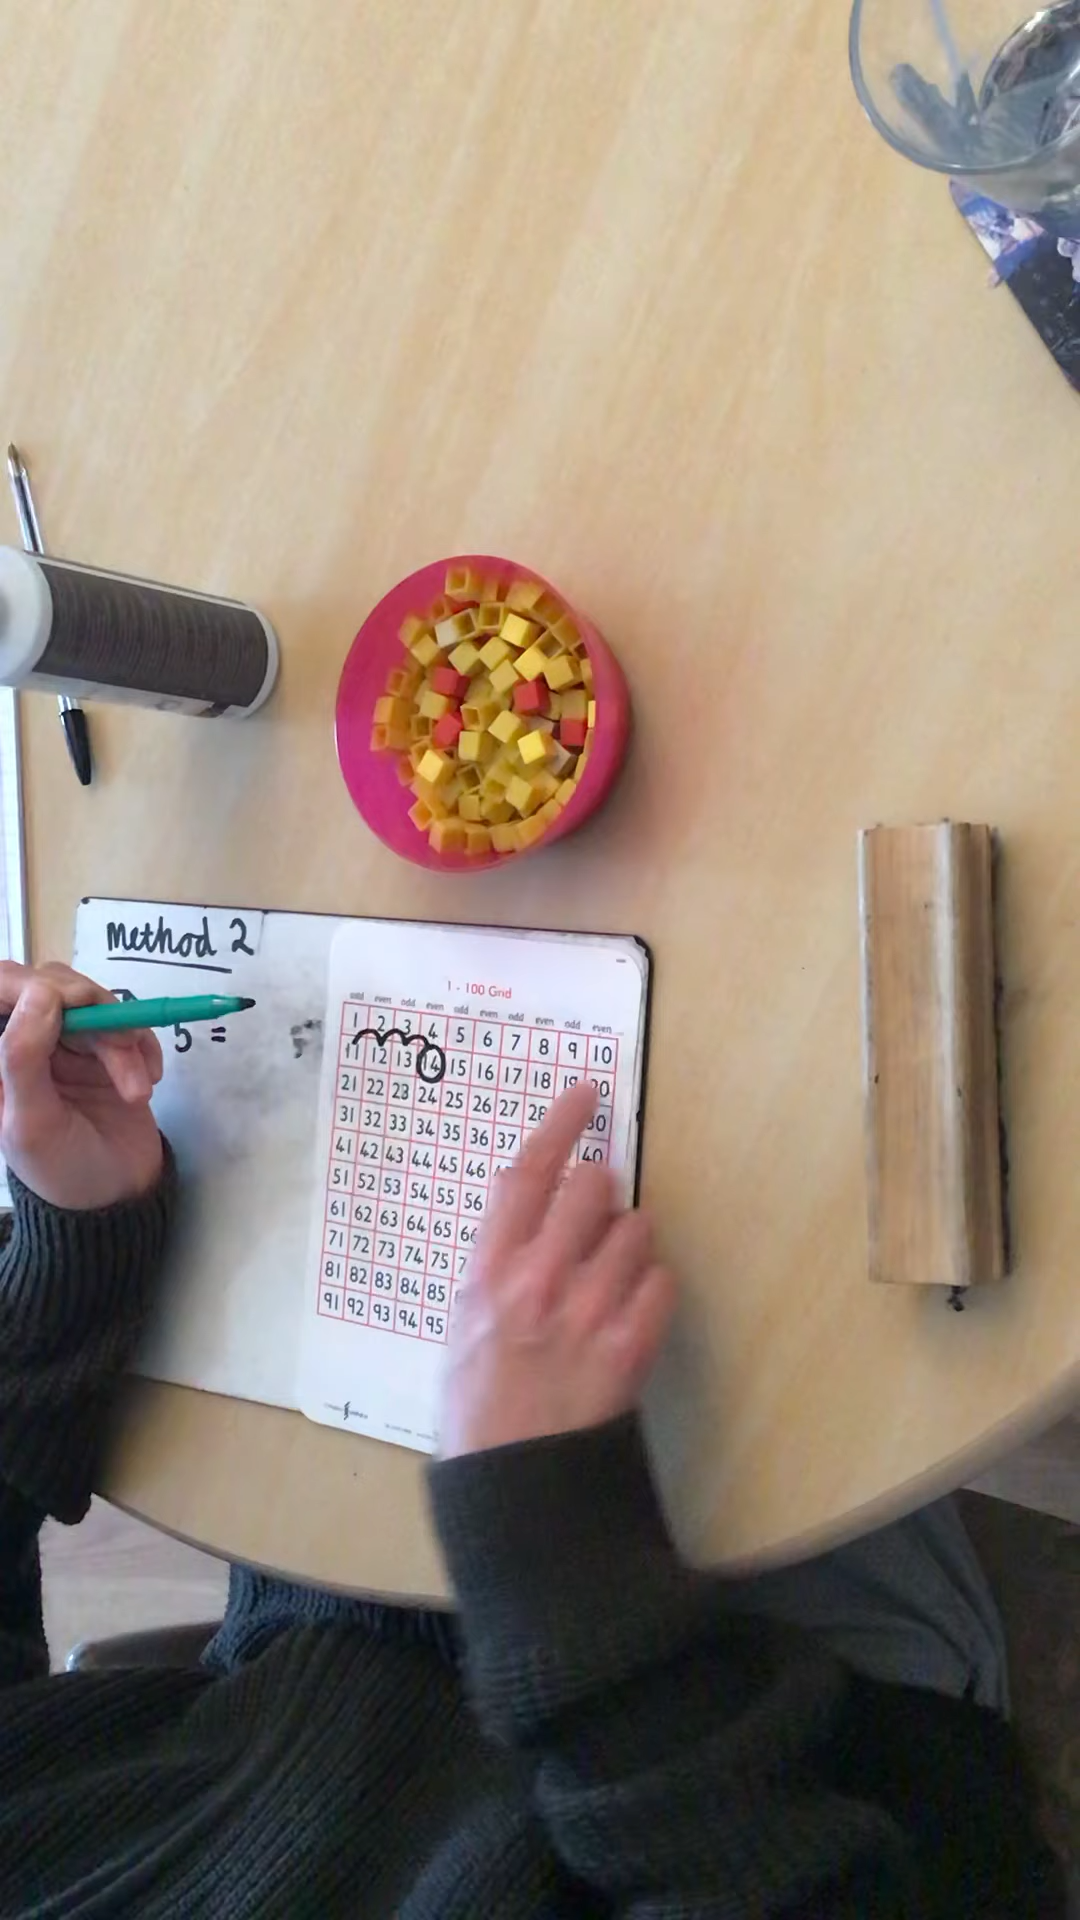 Method 2
5 =
1 - 100 Grid
odd even odd even odd even odd even odd even
1 2 3 4 5 6 7 8 9 10
11 12 13 14 15 16 17 18 19 20
21 22 23 24 25 26 27 28 30
31 32 33 34 35 36 37 40
41 42 43 44 45 46
51 52 53 54 55 56
61 62 63 64 65 66
71 72 73 74 75
81 82 83 84 85
91 92 93 94 95